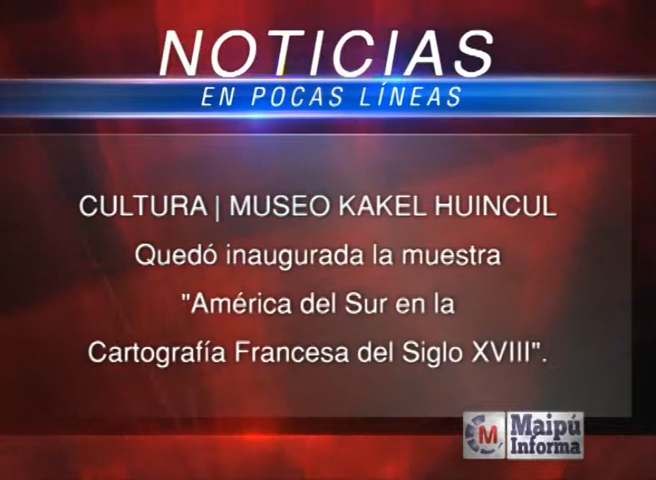 NOTICIAS
EN POCAS LÍNEAS
CULTURA | MUSEO KAKEL HUINCUL
Quedó inaugurada la muestra
"América del Sur en la
Cartografía Francesa del Siglo XVIII".
M Maipú
Informa